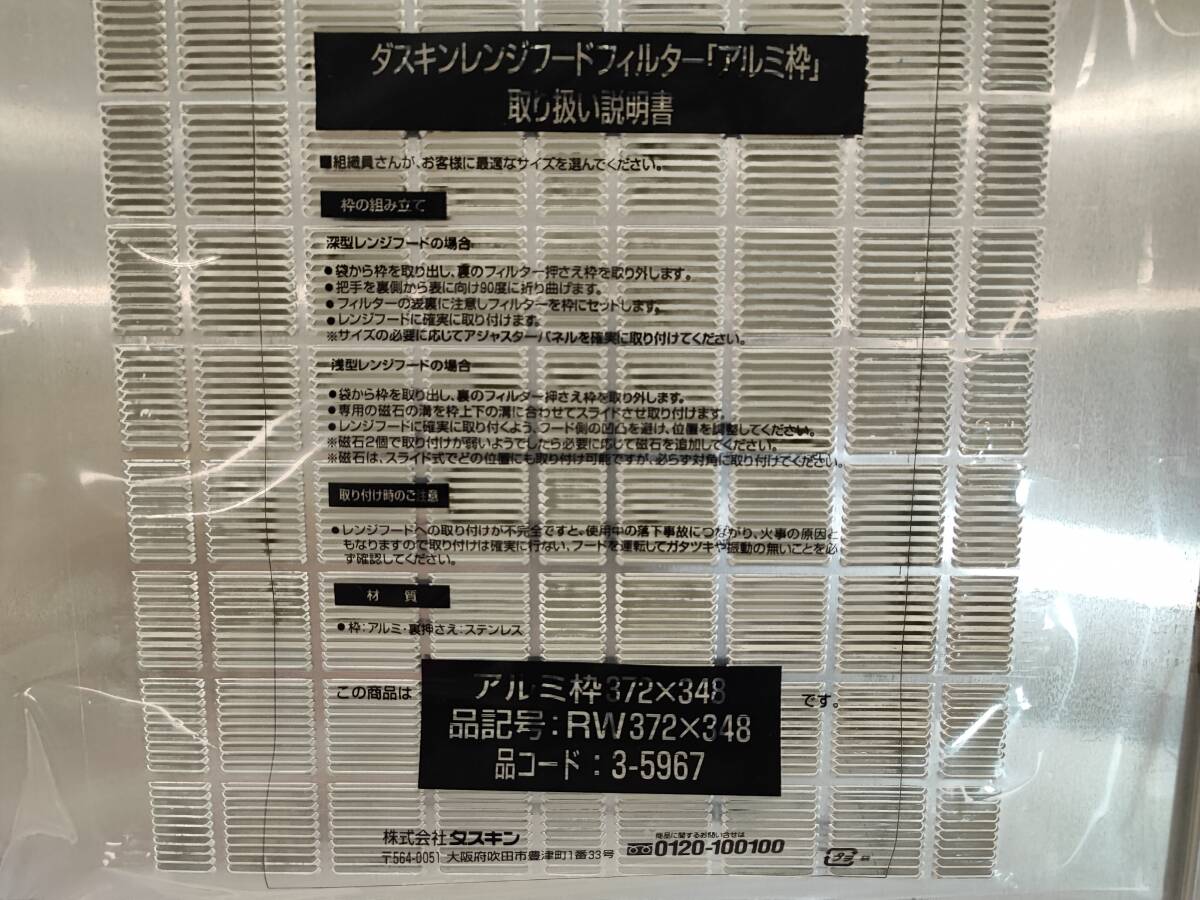 ダスキンレンジフードフィルター「アルミ枠」
取り扱い説明書
■組織員さんが、お客様に最適なサイズを選んでください。
枠の組み立て
深型レンジフードの場合
●袋から枠を取り出し、裏のフィルター押さえ枠を取り外します。
●把手を裏側から表に向け90度に折り曲げます。
●フィルターの表裏に注意しフィルターを枠にセットします。
●レンジフードに確実に取り付けます。
※サイズの必要に応じてアジャスターパネルを確実に取り付けてください。
浅型レンジフードの場合
●袋から枠を取り出し、裏のフィルター押さえ枠を取り外します。
●専用の磁石の溝を枠上下の溝に合わせてスライドさせ取り付けます。
●レンジフードに確実に取り付くよう、フード側の凹凸を避け、位置を調整してください。
※磁石2個で取り付けが弱いようでしたら必要に応じて磁石を追加してください。
※磁石は、スライド式でどの位置にも取り付け可能ですが、必らず対角に取り付けてください。
取り付け時のご注意
●レンジフードへの取り付けが不完全ですと、使用中の落下事故につながり、火事の原因と
もなりますので取り付けは確実に行ない、フードを運転してガタツキや振動の無いことを必
ず確認してください。
材 質
●枠:アルミ・裏押さえ:ステンレス
この商品は
アルミ枠372×348
品記号:RW372×348
品コード:3-5967
です。
株式会社ダスキン
〒564-0051 大阪府吹田市豊津町1番33号
商品に関するお問い合せは
0120-100100
プラ